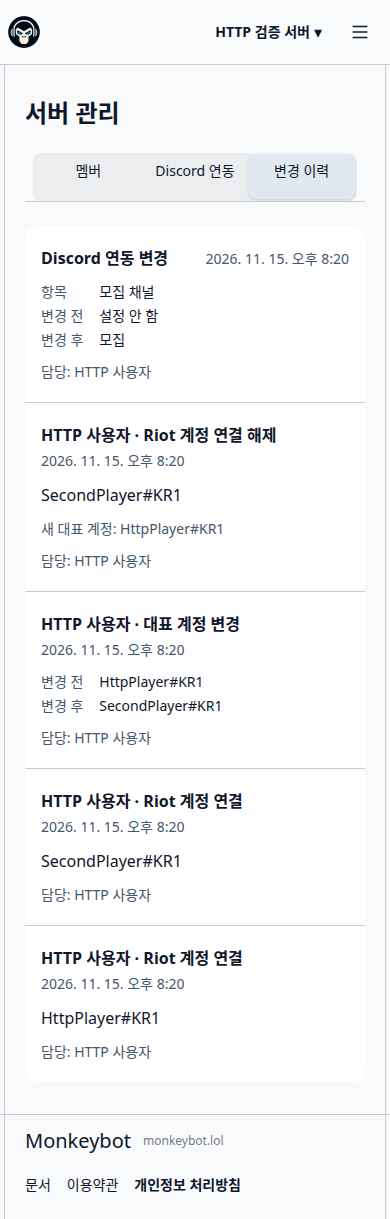 HTTP 검증 서버 ▾
서버 관리
멤버 Discord 연동 변경 이력
Discord 연동 변경 2026. 11. 15. 오후 8:20
항목 모집 채널
변경 전 설정 안 함
변경 후 모집
담당: HTTP 사용자
HTTP 사용자 · Riot 계정 연결 해제
2026. 11. 15. 오후 8:20
SecondPlayer#KR1
새 대표 계정: HttpPlayer#KR1
담당: HTTP 사용자
HTTP 사용자 · 대표 계정 변경
2026. 11. 15. 오후 8:20
변경 전 HttpPlayer#KR1
변경 후 SecondPlayer#KR1
담당: HTTP 사용자
HTTP 사용자 · Riot 계정 연결
2026. 11. 15. 오후 8:20
SecondPlayer#KR1
담당: HTTP 사용자
HTTP 사용자 · Riot 계정 연결
2026. 11. 15. 오후 8:20
HttpPlayer#KR1
담당: HTTP 사용자
Monkeybot monkeybot.lol
문서 이용약관 개인정보 처리방침